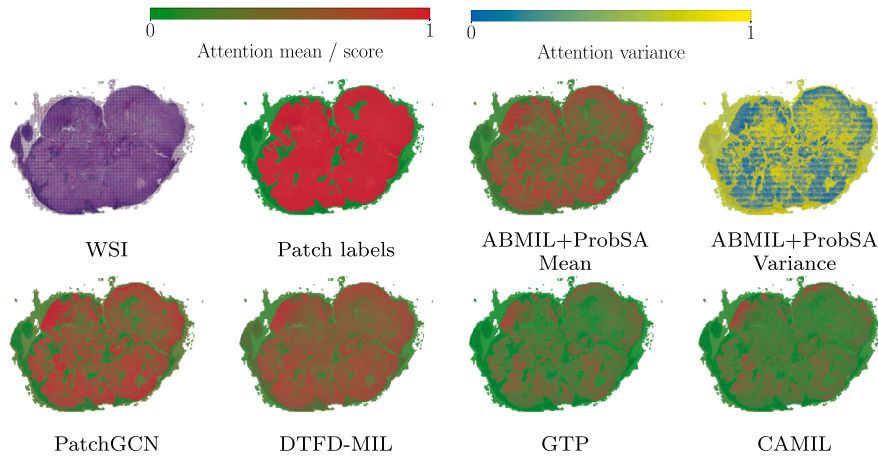 0 1 0 1
Attention mean / score Attention variance
WSI Patch labels ABMIL+ProbSA ABMIL+ProbSA
Mean Variance
PatchGCN DTFD-MIL GTP CAMIL